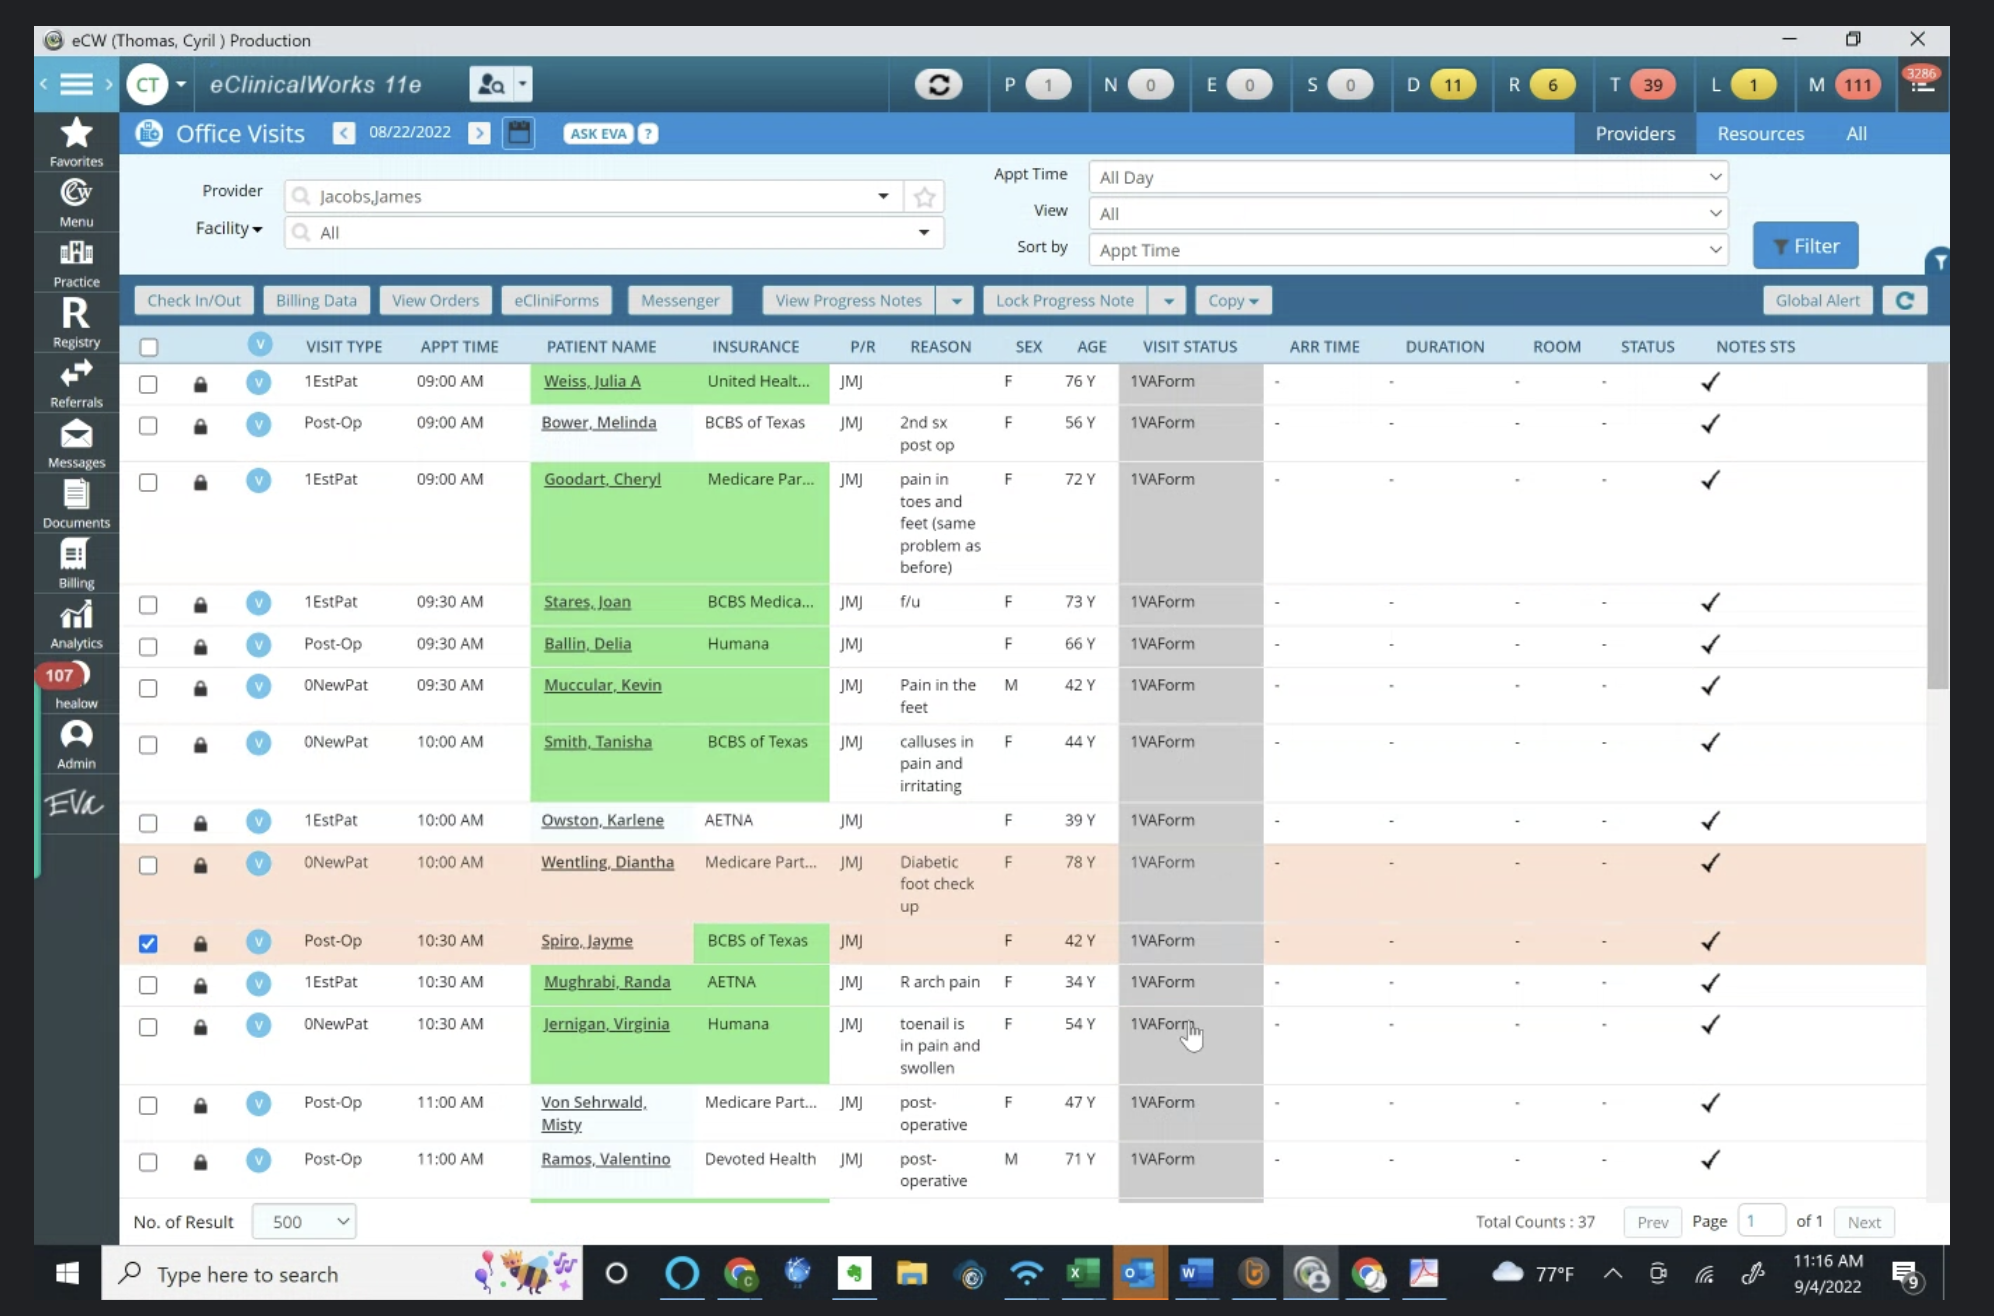 eCW (Thomas, Cyril ) Production
CT eClinicalWorks 11e P 1 N 0 E 0 S 0 D 11 R 6 T 39 L 1 M 111 3286
Office Visits < 08/22/2022 > ASK EVA ? Providers Resources All
Favorites
Menu
Practice
R
Registry
Referrals
Messages
Documents
Billing
Analytics
107
healow
Admin
Eva
Provider Jacobs,James
Facility All
Appt Time All Day
View All
Sort by Appt Time
Filter
Check In/Out Billing Data View Orders eCliniForms Messenger View Progress Notes Lock Progress Note Copy Global Alert
V VISIT TYPE APPT TIME PATIENT NAME INSURANCE P/R REASON SEX AGE VISIT STATUS ARR TIME DURATION ROOM STATUS NOTES STS
V 1EstPat 09:00 AM Weiss, Julia A United Healt... JMJ F 76 Y 1VAForm - - - -
V Post-Op 09:00 AM Bower, Melinda BCBS of Texas JMJ 2nd sx F 56 Y 1VAForm - - - -
post op
V 1EstPat 09:00 AM Goodart, Cheryl Medicare Par... JMJ pain in F 72 Y 1VAForm - - - -
toes and
feet (same
problem as
before)
V 1EstPat 09:30 AM Stares, Joan BCBS Medica... JMJ f/u F 73 Y 1VAForm - - - -
V Post-Op 09:30 AM Ballin, Delia Humana JMJ F 66 Y 1VAForm - - - -
V 0NewPat 09:30 AM Muccular, Kevin JMJ Pain in the M 42 Y 1VAForm - - - -
feet
V 0NewPat 10:00 AM Smith, Tanisha BCBS of Texas JMJ calluses in F 44 Y 1VAForm - - - -
pain and
irritating
V 1EstPat 10:00 AM Owston, Karlene AETNA JMJ F 39 Y 1VAForm - - - -
V 0NewPat 10:00 AM Wentling, Diantha Medicare Part... JMJ Diabetic F 78 Y 1VAForm - - - -
foot check
up
V Post-Op 10:30 AM Spiro, Jayme BCBS of Texas JMJ F 42 Y 1VAForm - - - -
V 1EstPat 10:30 AM Mughrabi, Randa AETNA JMJ R arch pain F 34 Y 1VAForm - - - -
V 0NewPat 10:30 AM Jernigan, Virginia Humana JMJ toenail is F 54 Y 1VAForm - - - -
in pain and
swollen
V Post-Op 11:00 AM Von Sehrwald, Medicare Part... JMJ post- F 47 Y 1VAForm - - - -
Misty operative
V Post-Op 11:00 AM Ramos, Valentino Devoted Health JMJ post- M 71 Y 1VAForm - - - -
operative
No. of Result 500 Total Counts : 37 Prev Page 1 of 1 Next
Type here to search 77°F 11:16 AM
9/4/2022 9